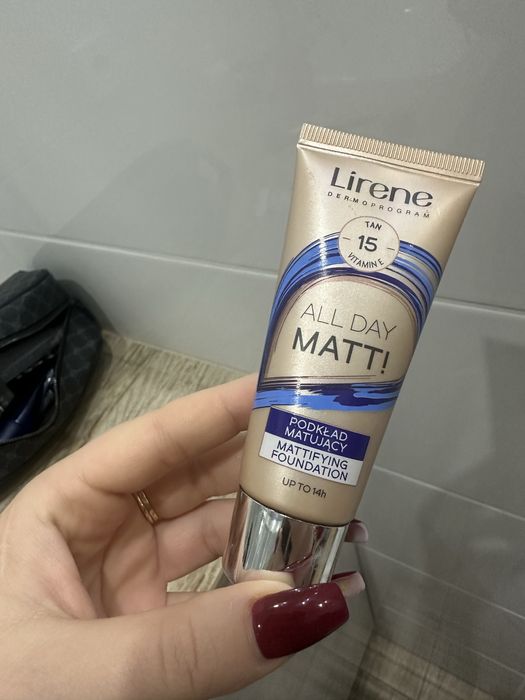 Lirene
DERMOPROGRAM
TAN
15
VITAMIN E
ALL DAY
MATT!
PODKŁAD
MATUJĄCY
MATTIFYING
FOUNDATION
UP TO 14h